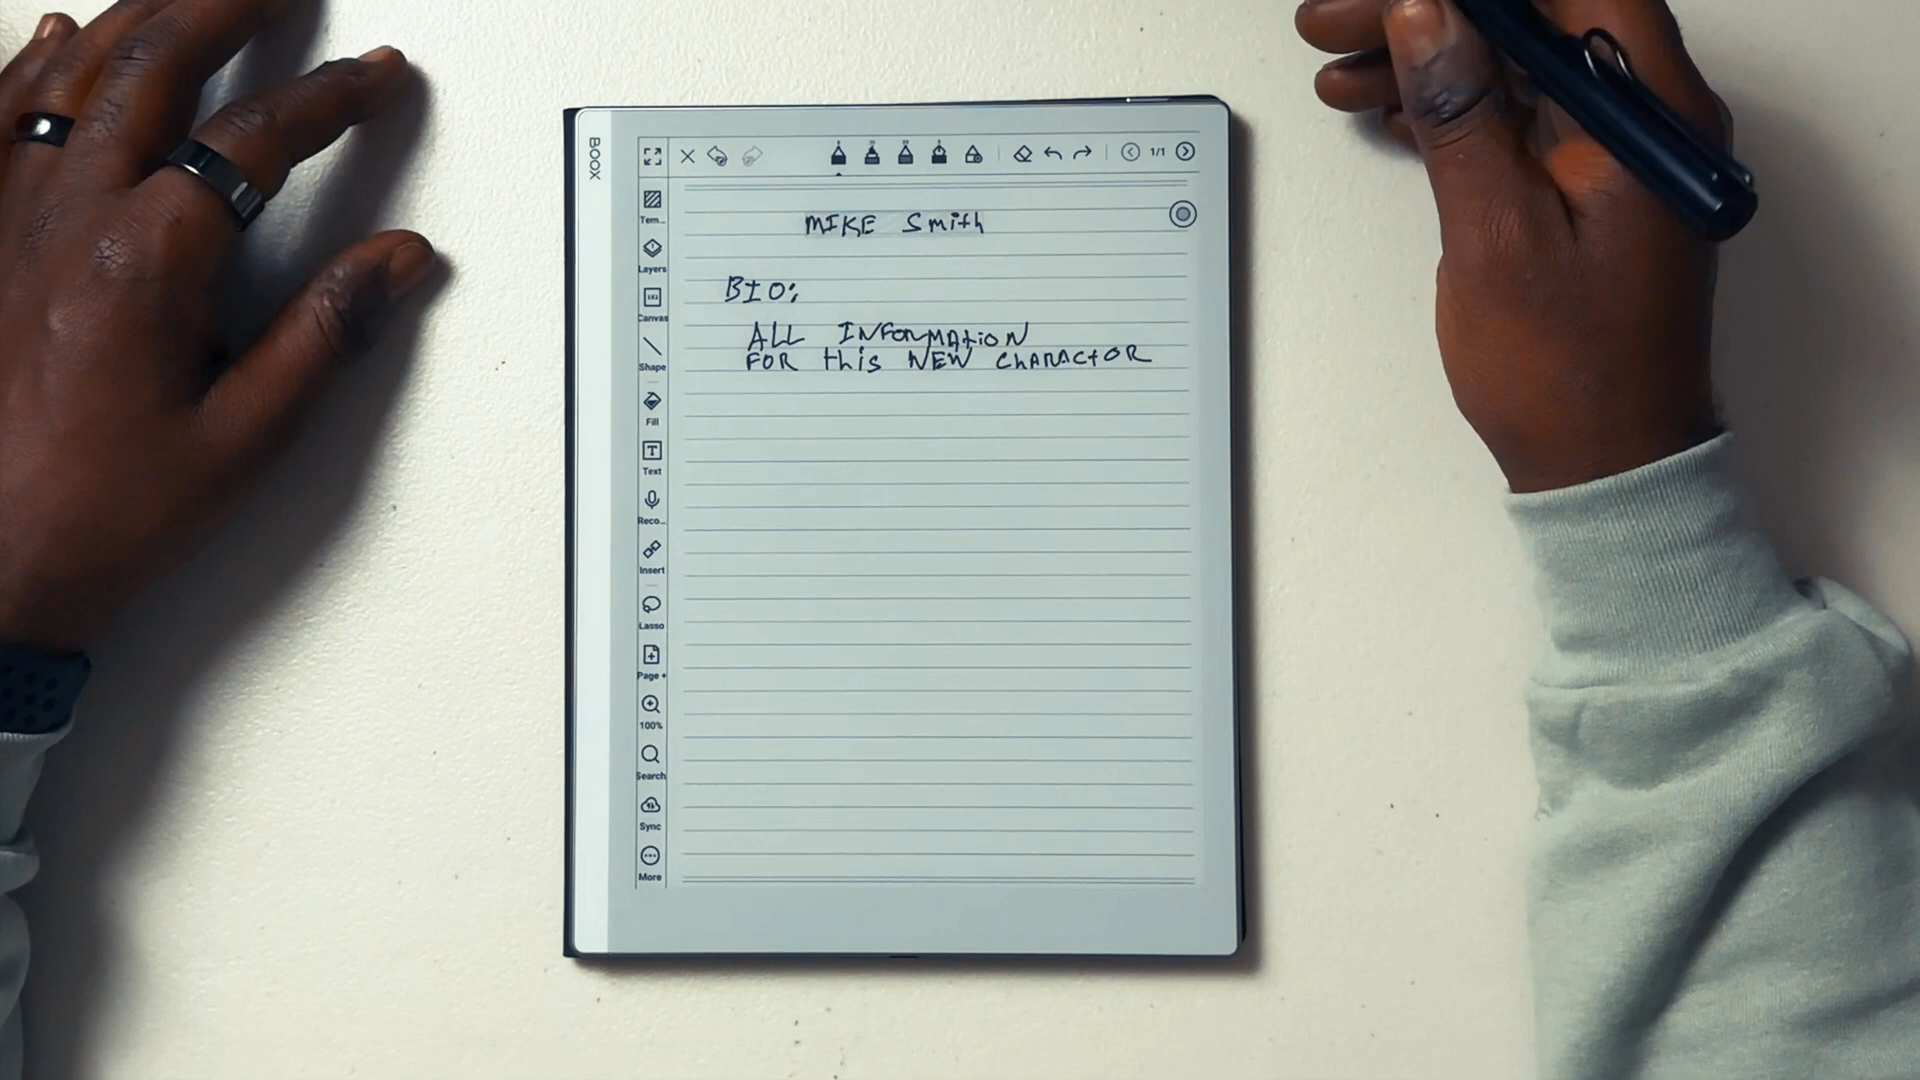 BOOX
1/1
Tem...
MIKE Smith
Layers
BIO:
Canvas
ALL INFORMAtiON
FOR this NEW CHARACtOR
Shape
Fill
Text
Reco...
Insert
Lasso
Page +
100%
Search
Sync
More